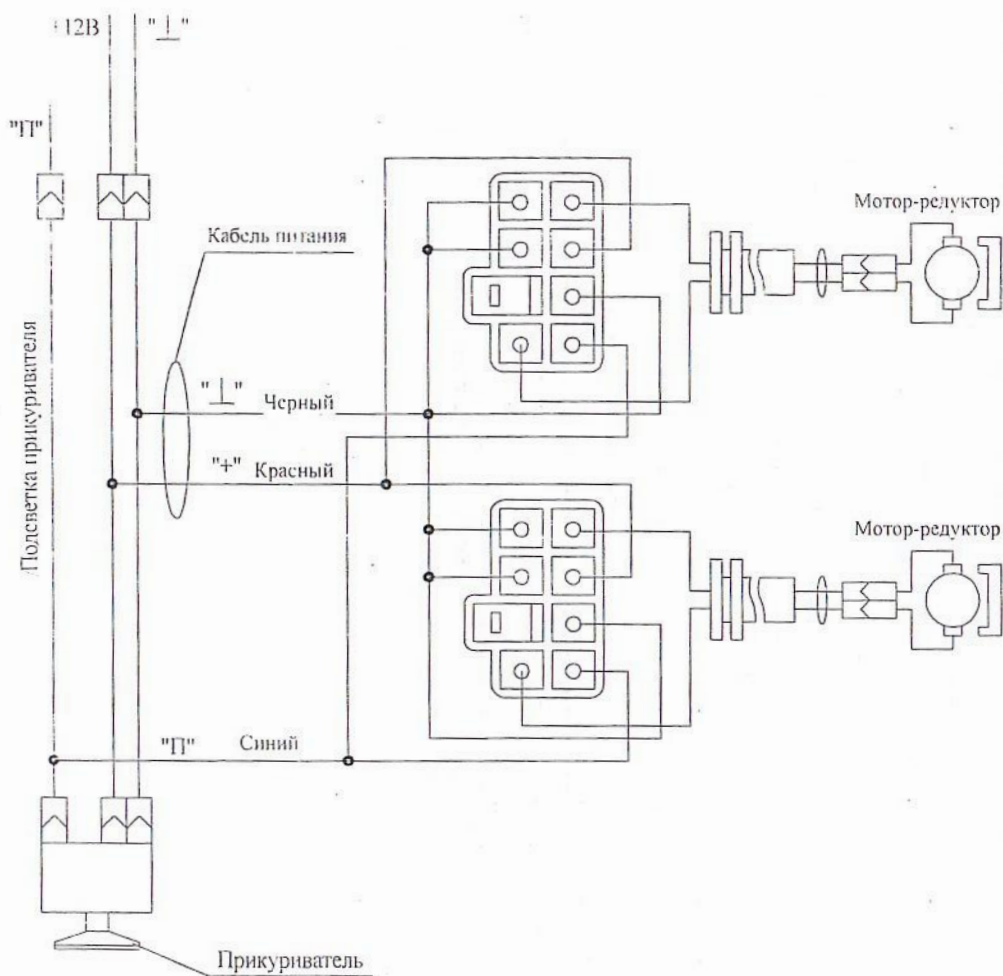 +12В "⊥"
"П"
Мотор-редуктор
Кабель питания
Подсветка прикуривателя
"⊥" Черный
"+" Красный
Мотор-редуктор
"П" Синий
Прикуриватель